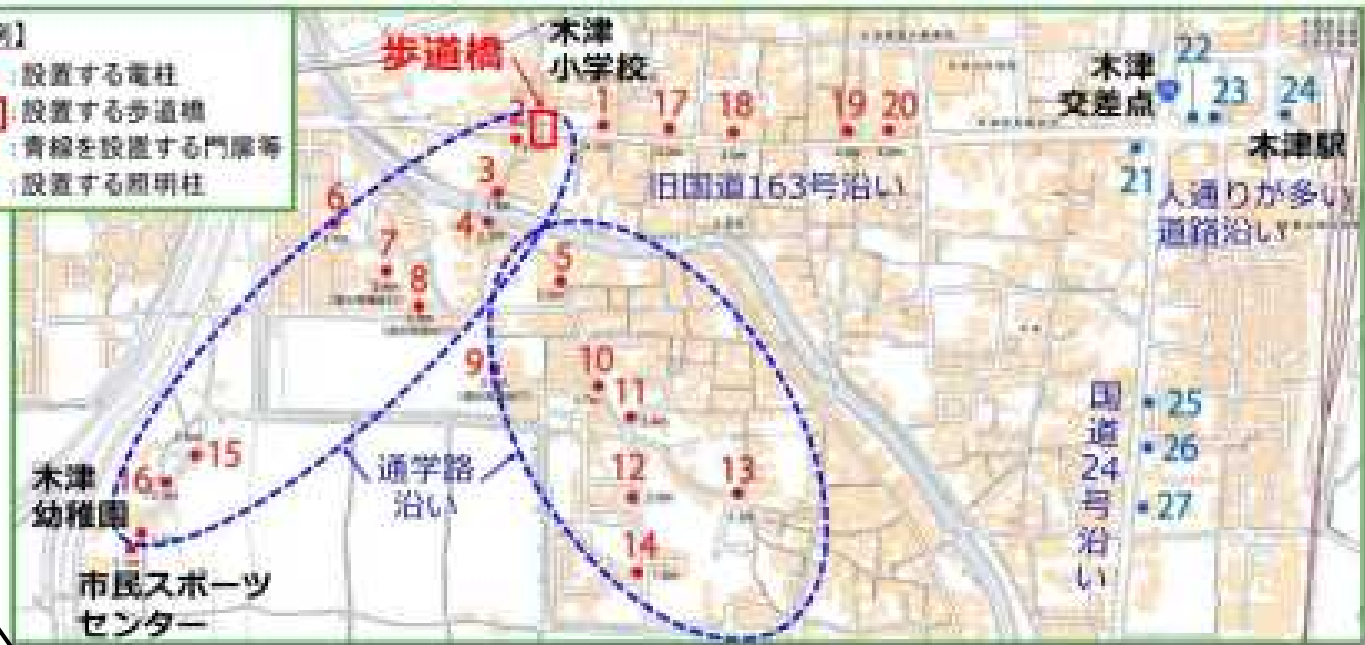 例】
:設置する電柱
:設置する歩道橋
:青線を設置する門扉等
:設置する照明柱
歩道橋
木津
小学校
木津
交差点
22
23
24
木津駅
21
人通りが多い
道路沿い
2
1
17
18
19
20
旧国道163号沿い
3
4
5
6
7
8
9
10
11
12
13
14
15
16
通学路
沿い
木津
幼稚園
市民スポーツ
センター
国道24号沿い
25
26
27